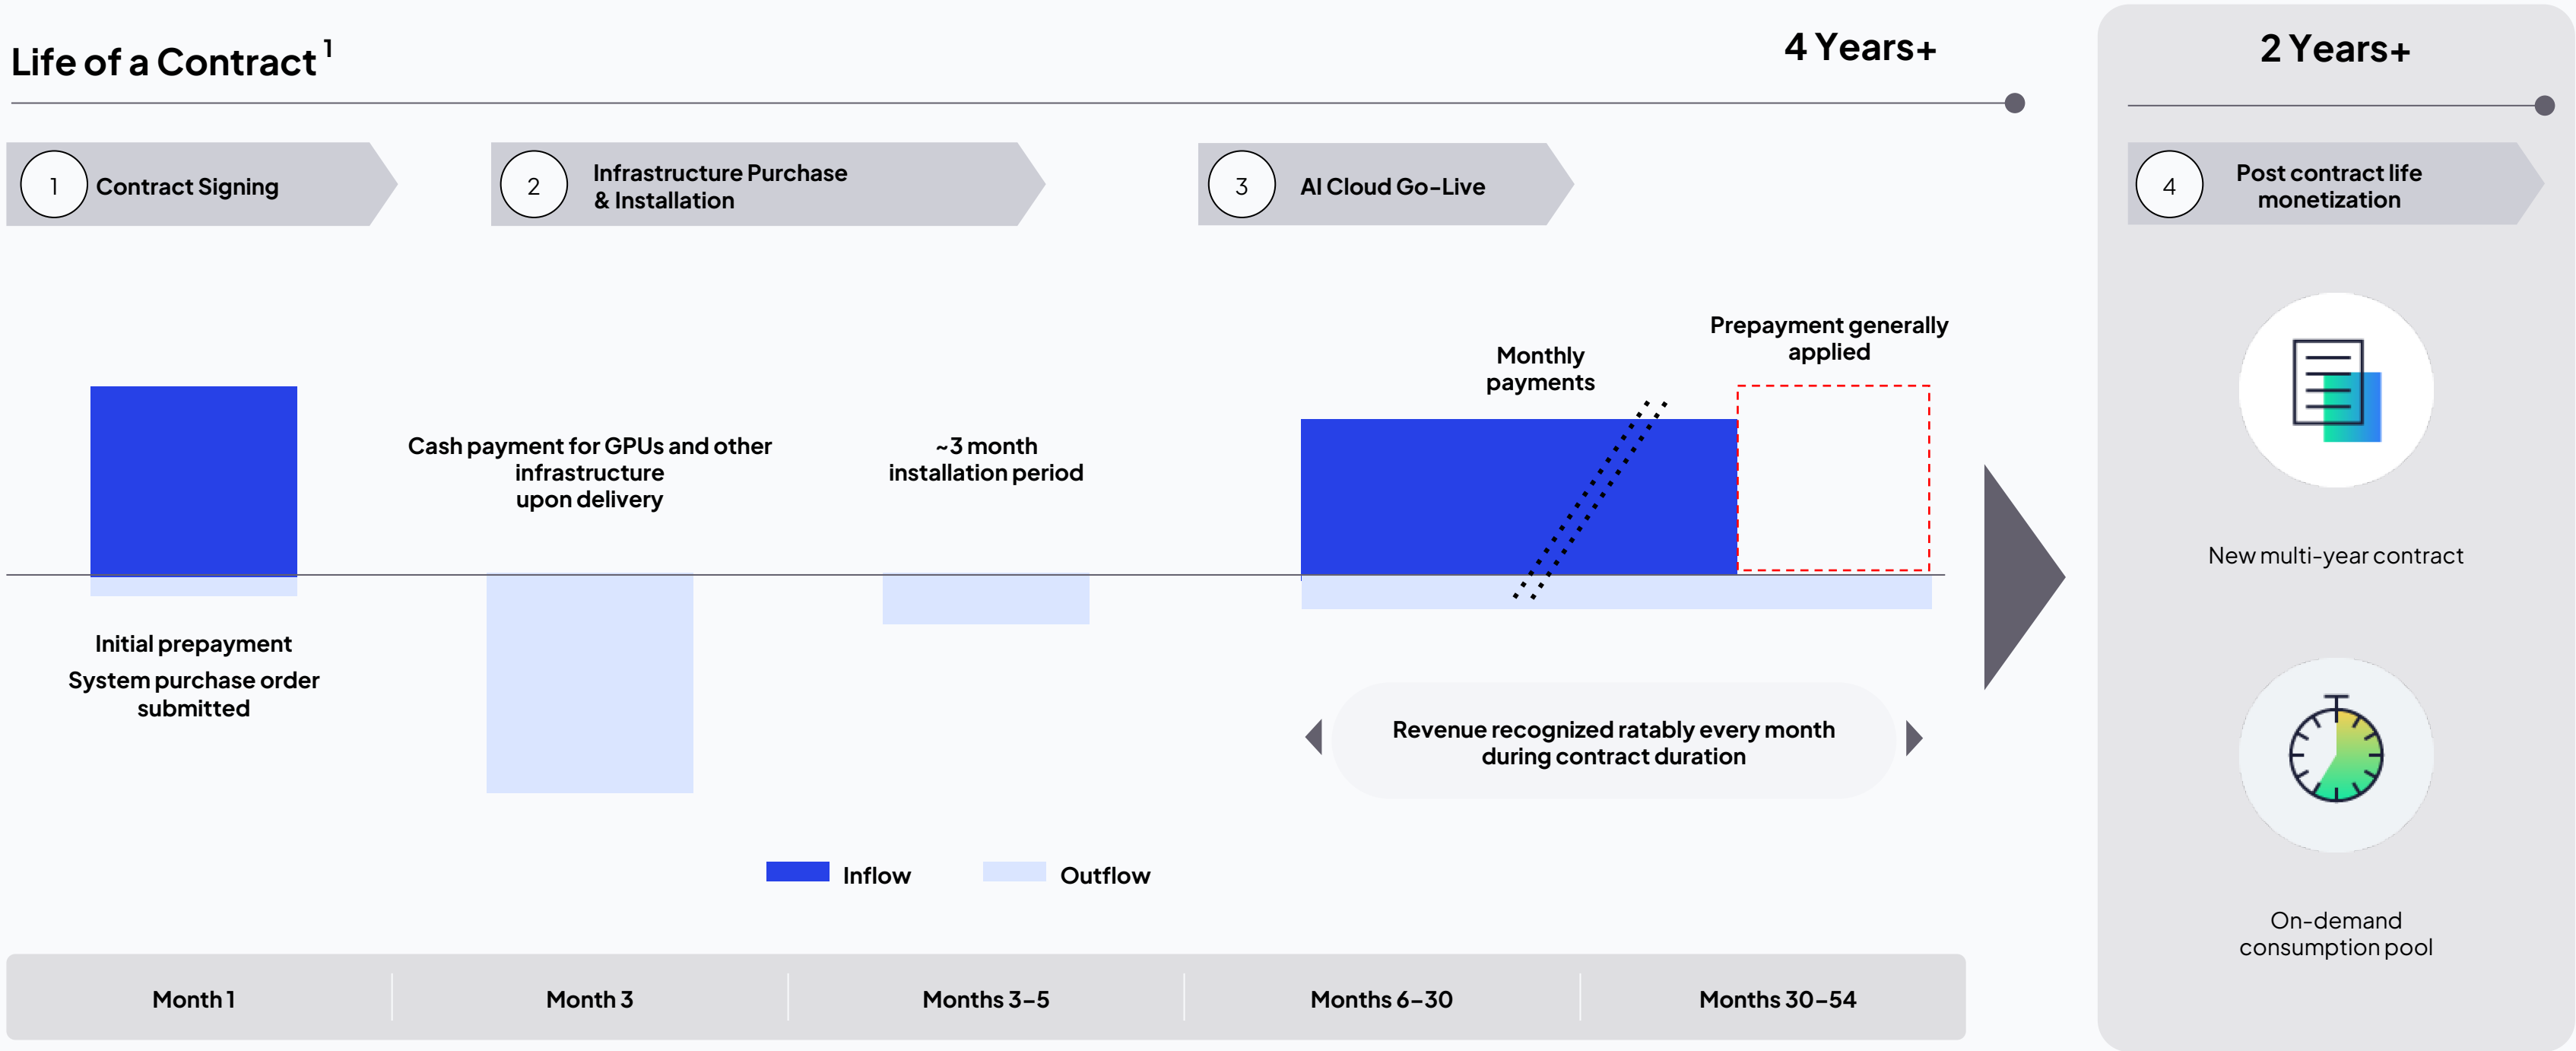 Life of a Contract 1
4 Years+
2 Years+
1
Contract Signing
2
Infrastructure Purchase
& Installation
3
AI Cloud Go-Live
4
Post contract life
monetization
Prepayment generally
applied
Monthly
payments
Cash payment for GPUs and other
infrastructure
upon delivery
~3 month
installation period
New multi-year contract
Initial prepayment
System purchase order
submitted
Revenue recognized ratably every month
during contract duration
Inflow
Outflow
On-demand
consumption pool
Month 1
Month 3
Months 3–5
Months 6–30
Months 30–54